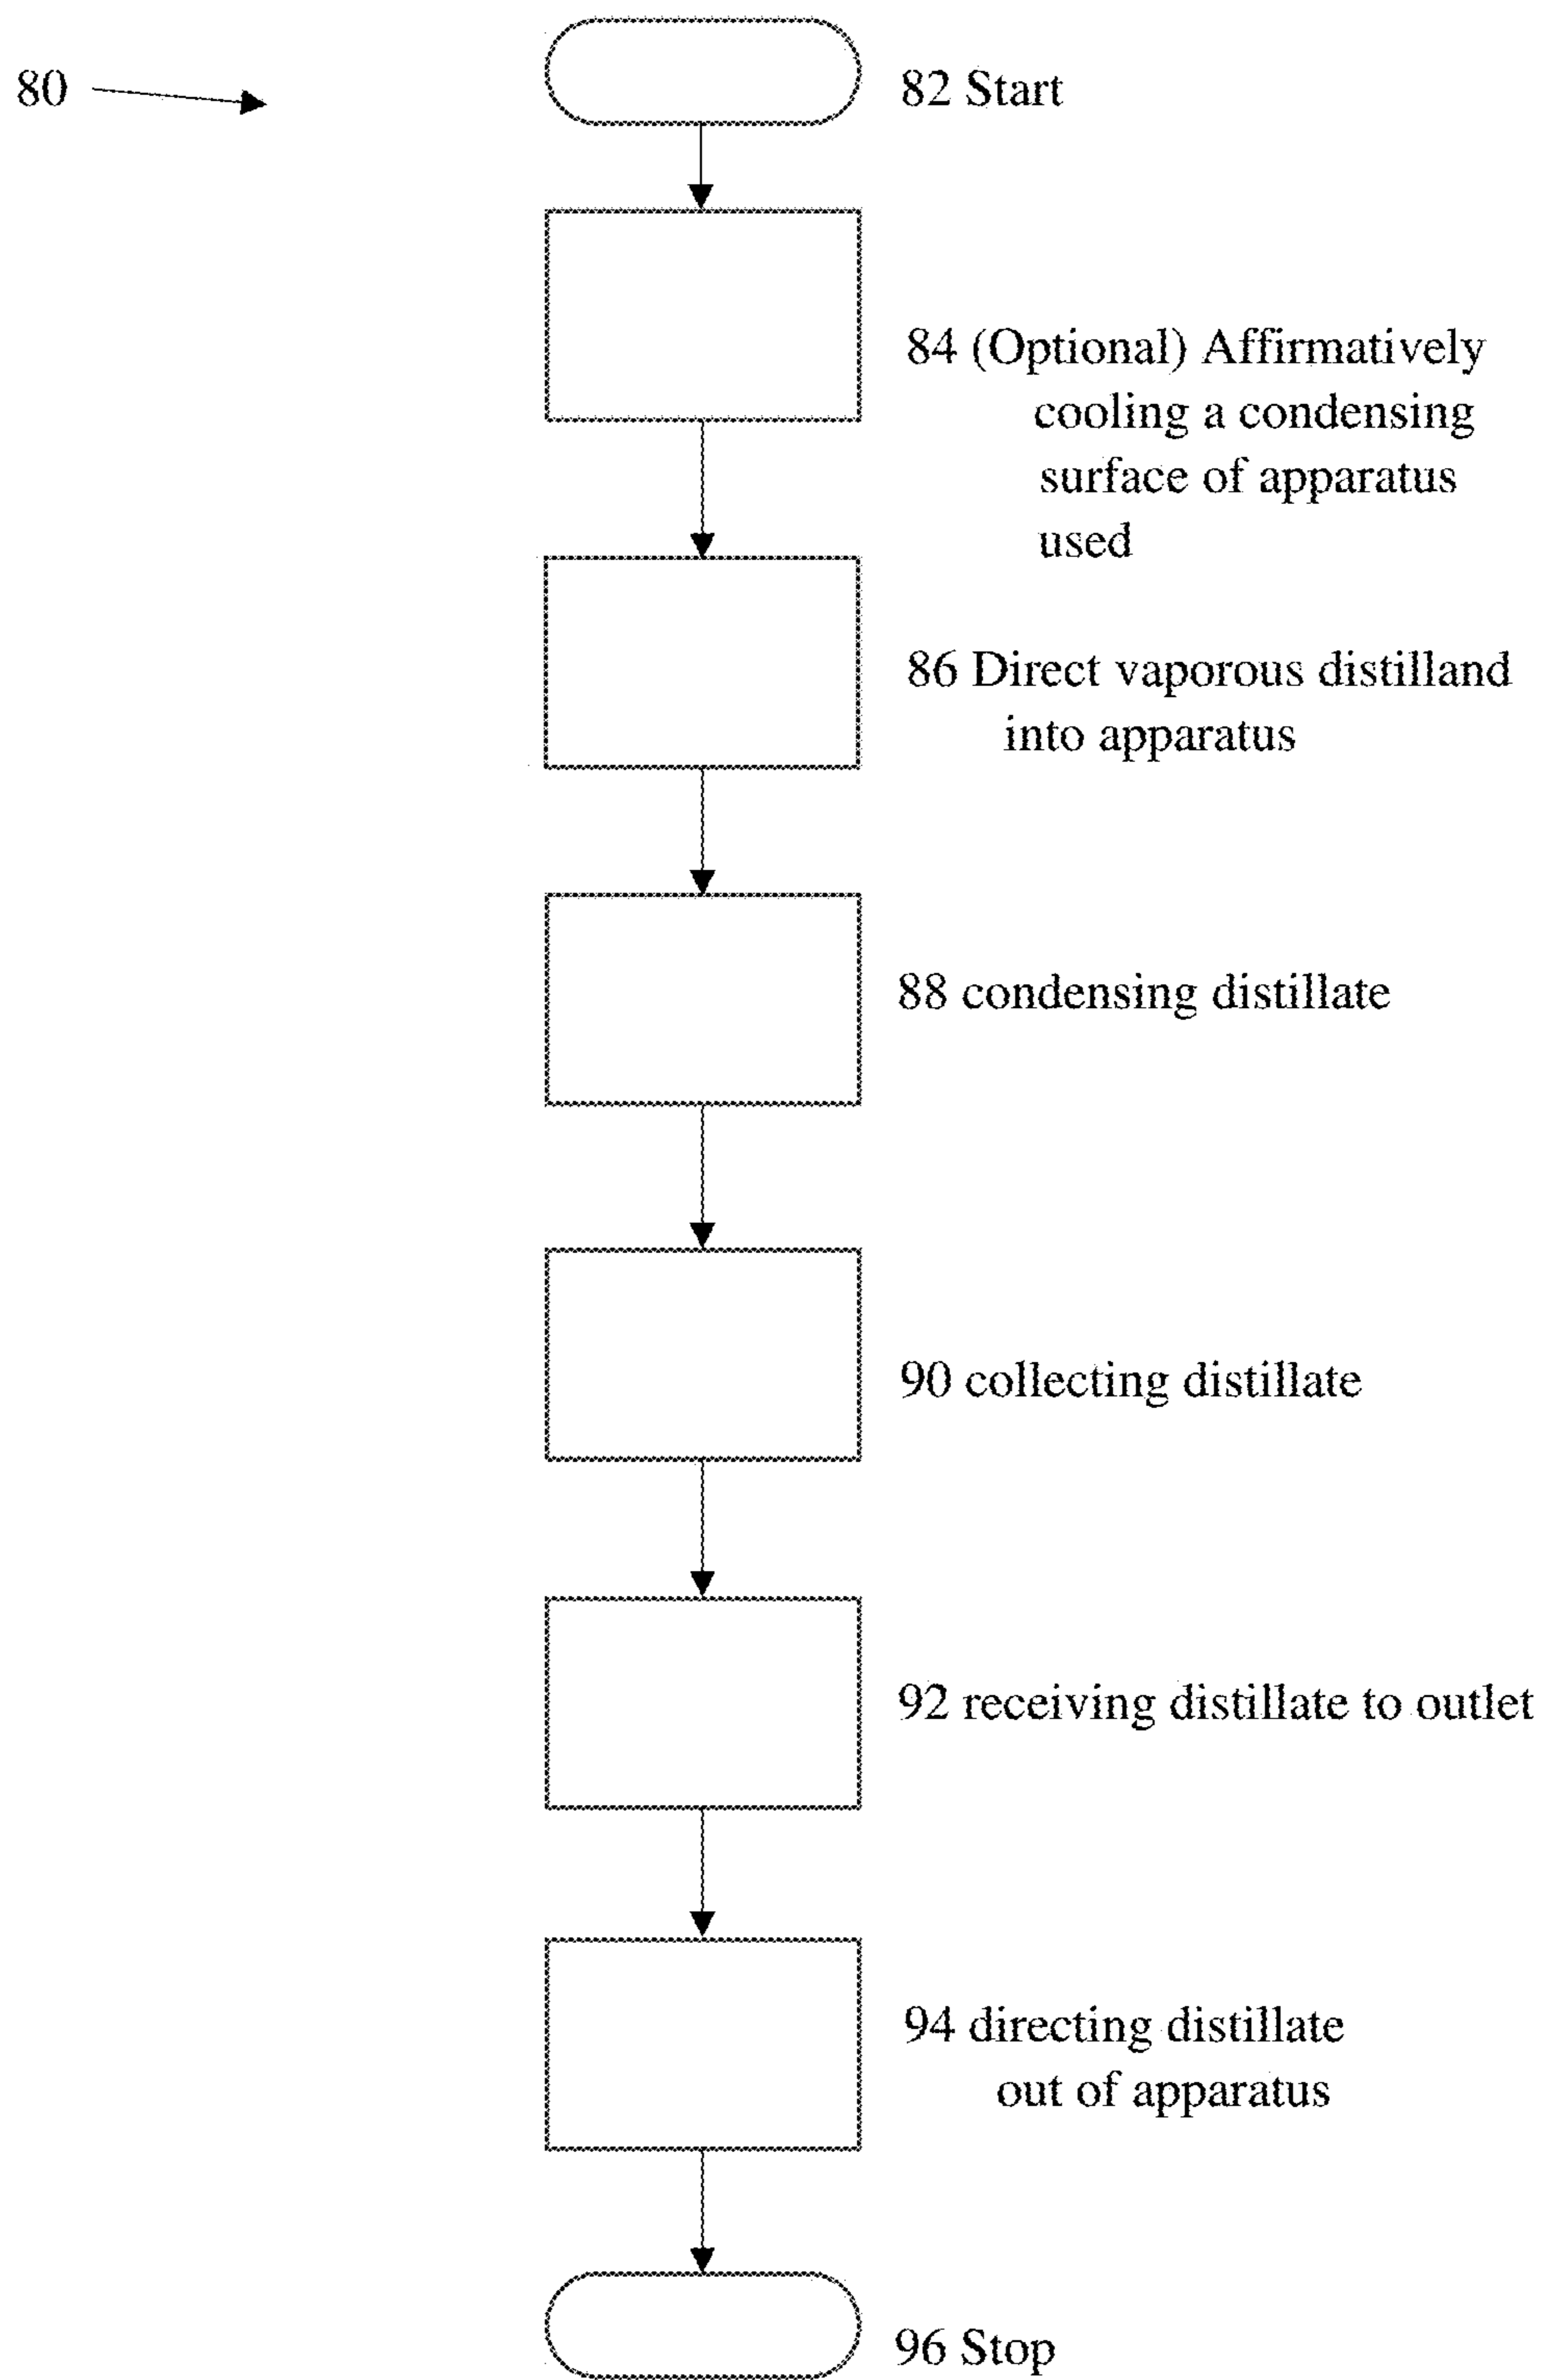 80
82 Start
84 (Optional) Affirmatively
cooling a condensing
surface of apparatus
used
86 Direct vaporous distilland
into apparatus
88 condensing distillate
90 collecting distillate
92 receiving distillate to outlet
94 directing distillate
out of apparatus
96 Stop